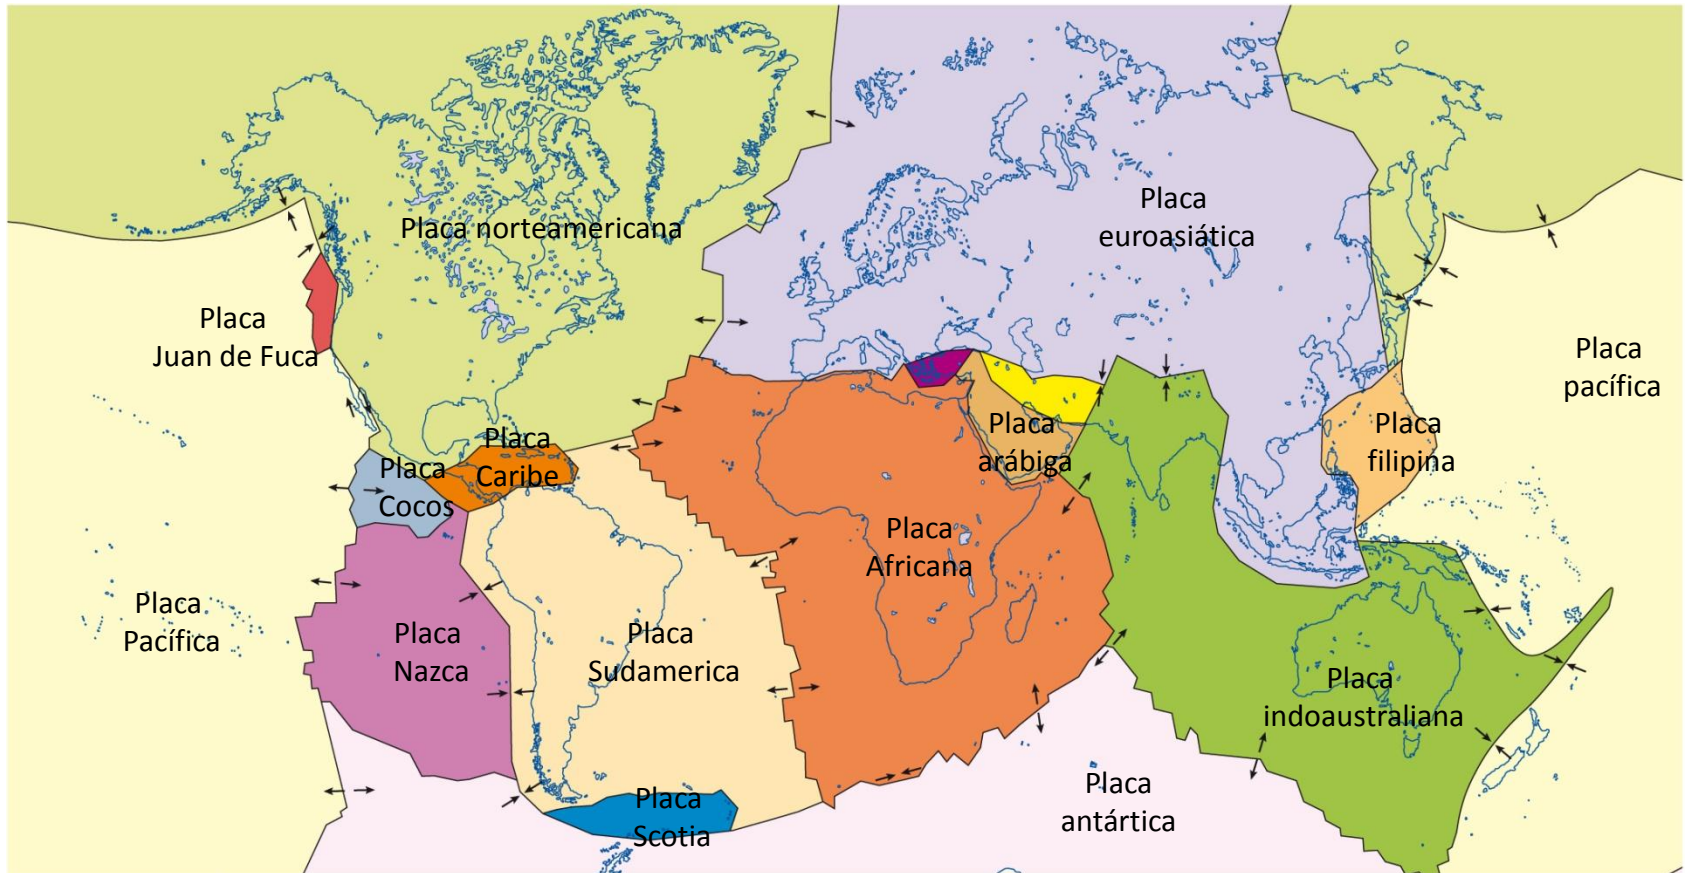 Placa
euroasiática
Placa norteamericana
Placa
Juan de Fuca
Placa
pacífica
Placa
Caribe
Placa
arábiga
Placa
filipina
Placa
Cocos
Placa
Africana
Placa
Pacífica
Placa
Nazca
Placa
Sudamerica
Placa
indoaustraliana
Placa
antártica
Placa
Scotia